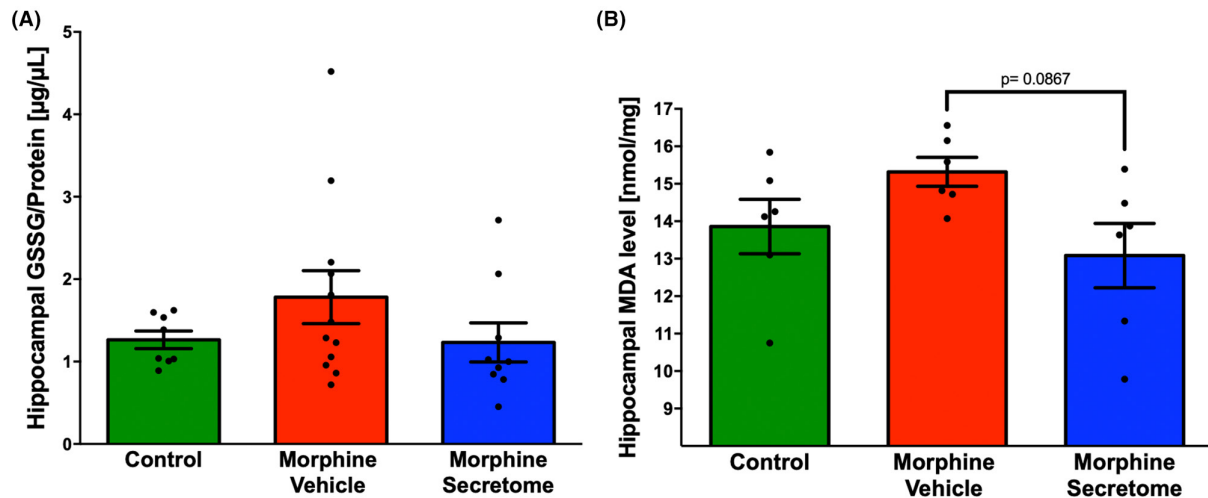 (A)
Hippocampal GSSG/Protein [µg/µL]
5
4
3
2
1
0
Control
Morphine
Vehicle
Morphine
Secretome
(B)
Hippocampal MDA level [nmol/mg]
p= 0.0867
17
16
15
14
13
12
11
10
9
Control
Morphine
Vehicle
Morphine
Secretome